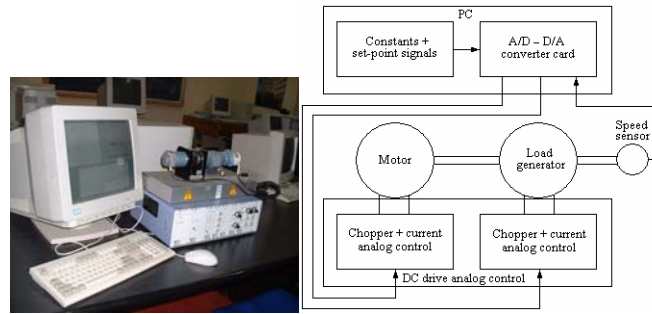 PC
Constants +
set-point signals
A/D – D/A
converter card
Speed
sensor
Motor
Load
generator
Chopper + current
analog control
Chopper + current
analog control
DC drive analog control